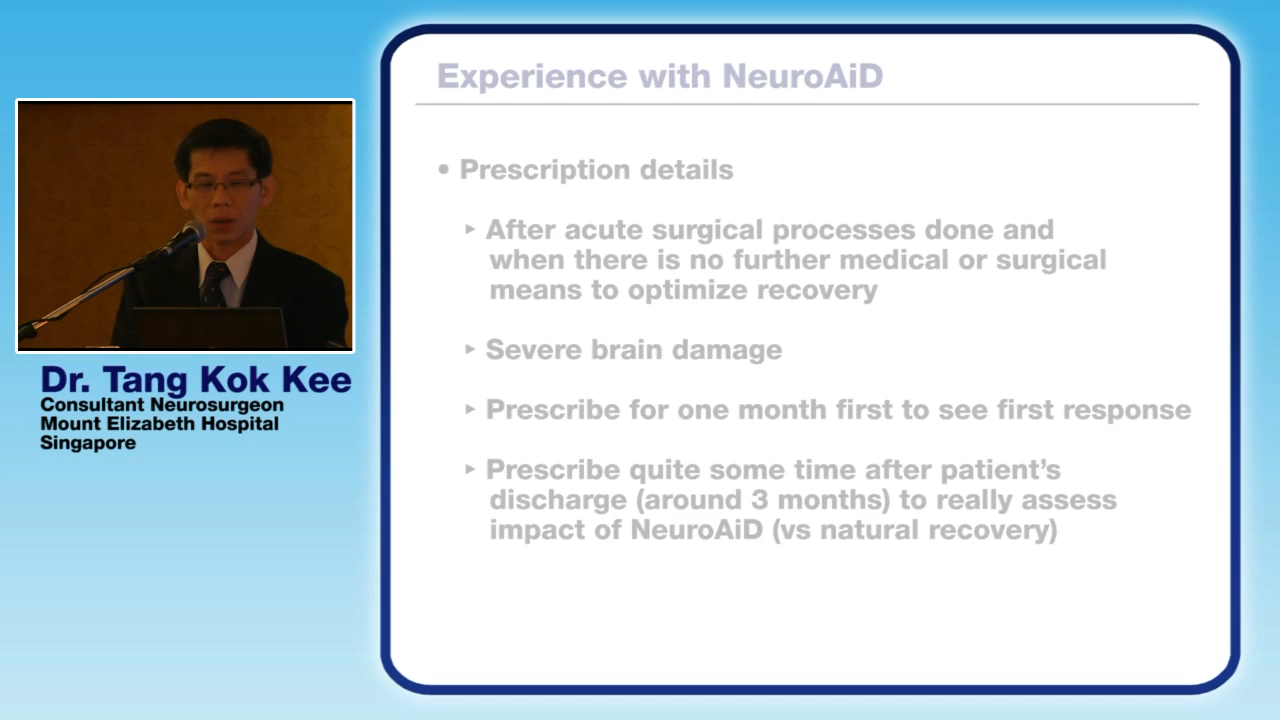 Experience with NeuroAiD
• Prescription details
‣ After acute surgical processes done and
when there is no further medical or surgical
means to optimize recovery
‣ Severe brain damage
‣ Prescribe for one month first to see first response
‣ Prescribe quite some time after patient’s
discharge (around 3 months) to really assess
impact of NeuroAiD (vs natural recovery)
Dr. Tang Kok Kee
Consultant Neurosurgeon
Mount Elizabeth Hospital
Singapore